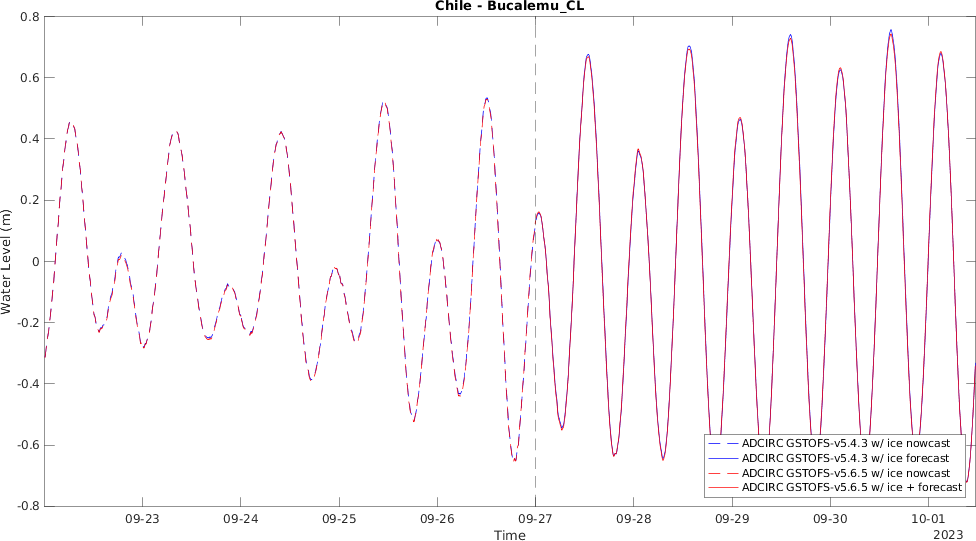 Chile - Bucalemu_CL
Water Level (m)
0.8
0.6
0.4
0.2
0
-0.2
-0.4
-0.6
-0.8
ADCIRC GSTOFS-v5.4.3 w/ ice nowcast
ADCIRC GSTOFS-v5.4.3 w/ ice forecast
ADCIRC GSTOFS-v5.6.5 w/ ice nowcast
ADCIRC GSTOFS-v5.6.5 w/ ice + forecast
09-23 09-24 09-25 09-26 09-27 09-28 09-29 09-30 10-01
Time
2023